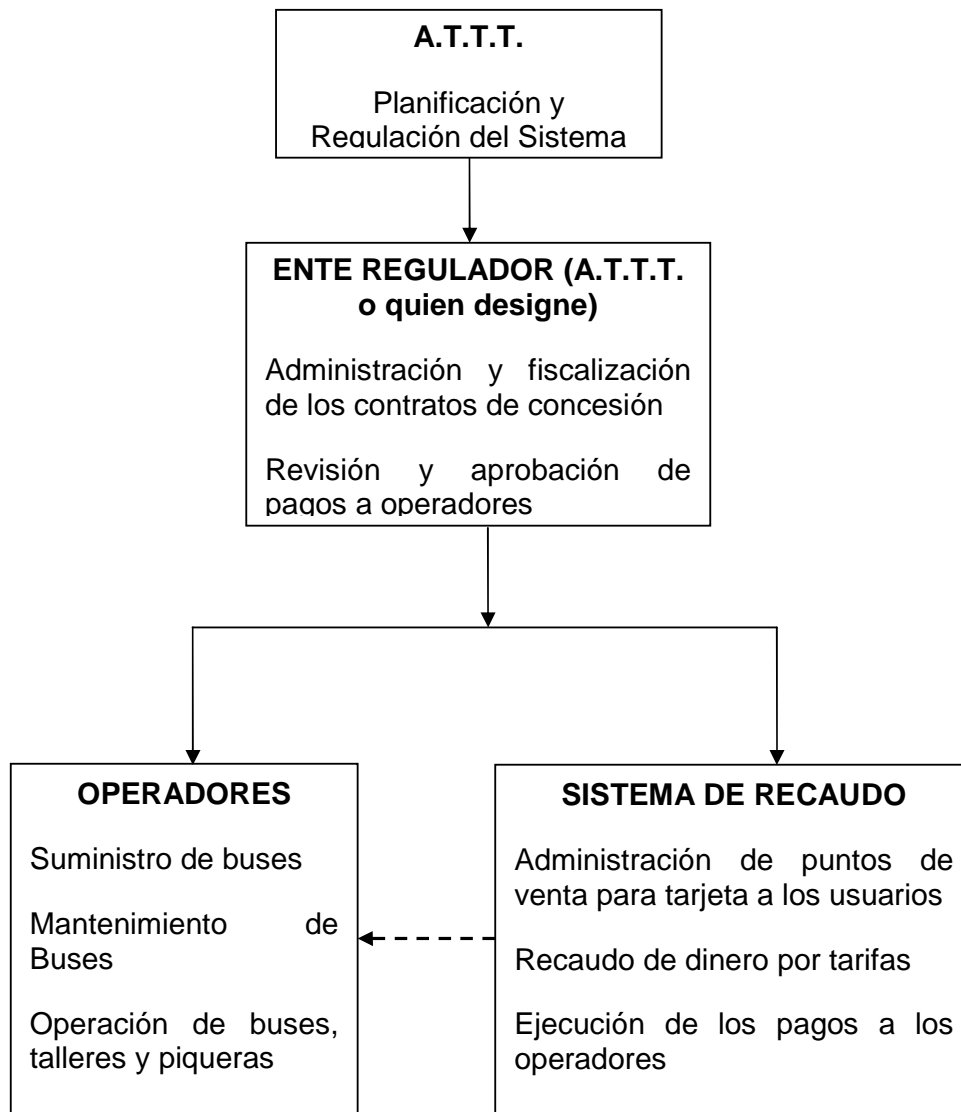 A.T.T.T.
Planificación y
Regulación del Sistema
ENTE REGULADOR (A.T.T.T.
o quien designe)
Administración y fiscalización
de los contratos de concesión
Revisión y aprobación de
pagos a operadores
OPERADORES
Suministro de buses
Mantenimiento de
Buses
Operación de buses,
talleres y piqueras
SISTEMA DE RECAUDO
Administración de puntos de
venta para tarjeta a los usuarios
Recaudo de dinero por tarifas
Ejecución de los pagos a los
operadores